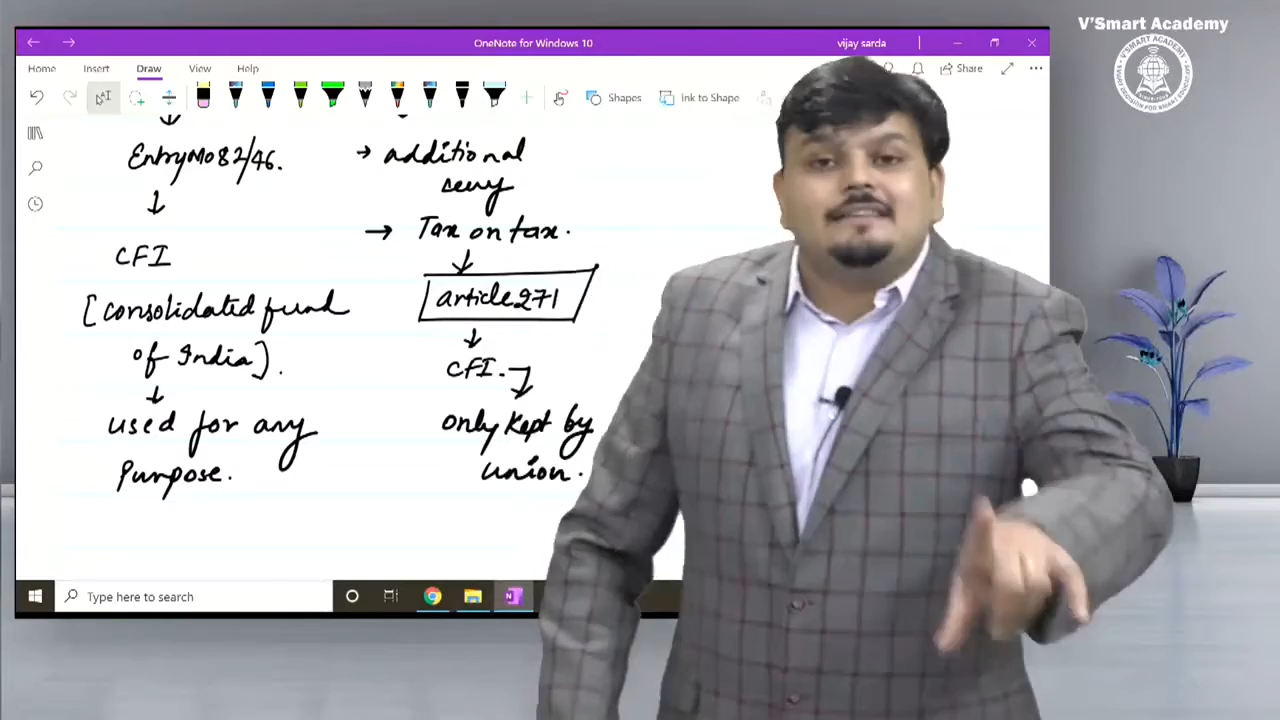 V'Smart Academy
OneNote for Windows 10
vijay sarda
Home Insert Draw View Help
Share
Shapes
Ink to Shape
Entry No 82/46.
CFI
[consolidated fund
of India].
used for any
purpose.
→ additional
levy
→ Tax on tax.
article 271
CFI.
only kept by
union.
Type here to search